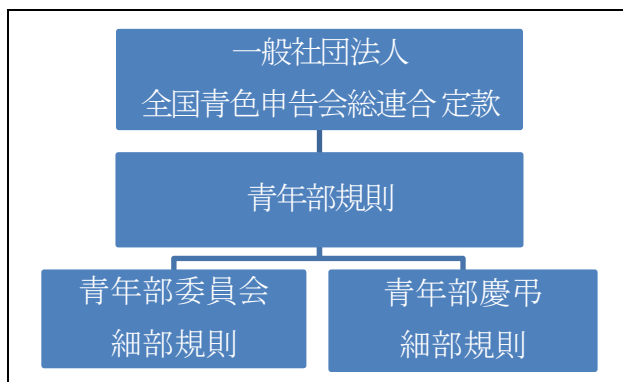 一般社団法人
全国青色申告会総連合 定款
青年部規則
青年部委員会
細部規則
青年部慶弔
細部規則